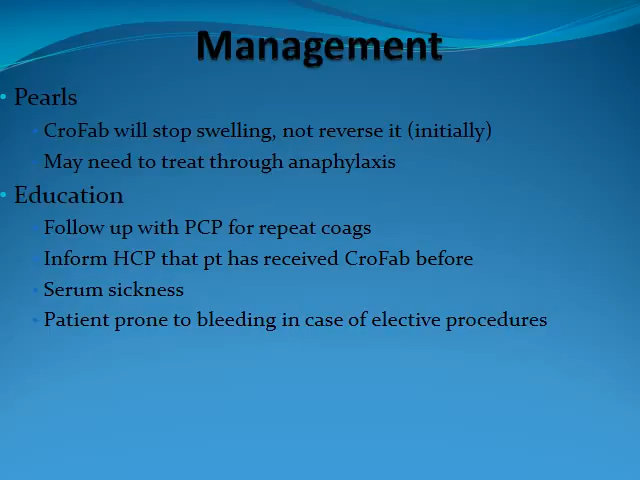 Management
• Pearls
• CroFab will stop swelling, not reverse it (initially)
May need to treat through anaphylaxis
• Education
Follow up with PCP for repeat coags
Inform HCP that pt has received CroFab before
• Serum sickness
• Patient prone to bleeding in case of elective procedures